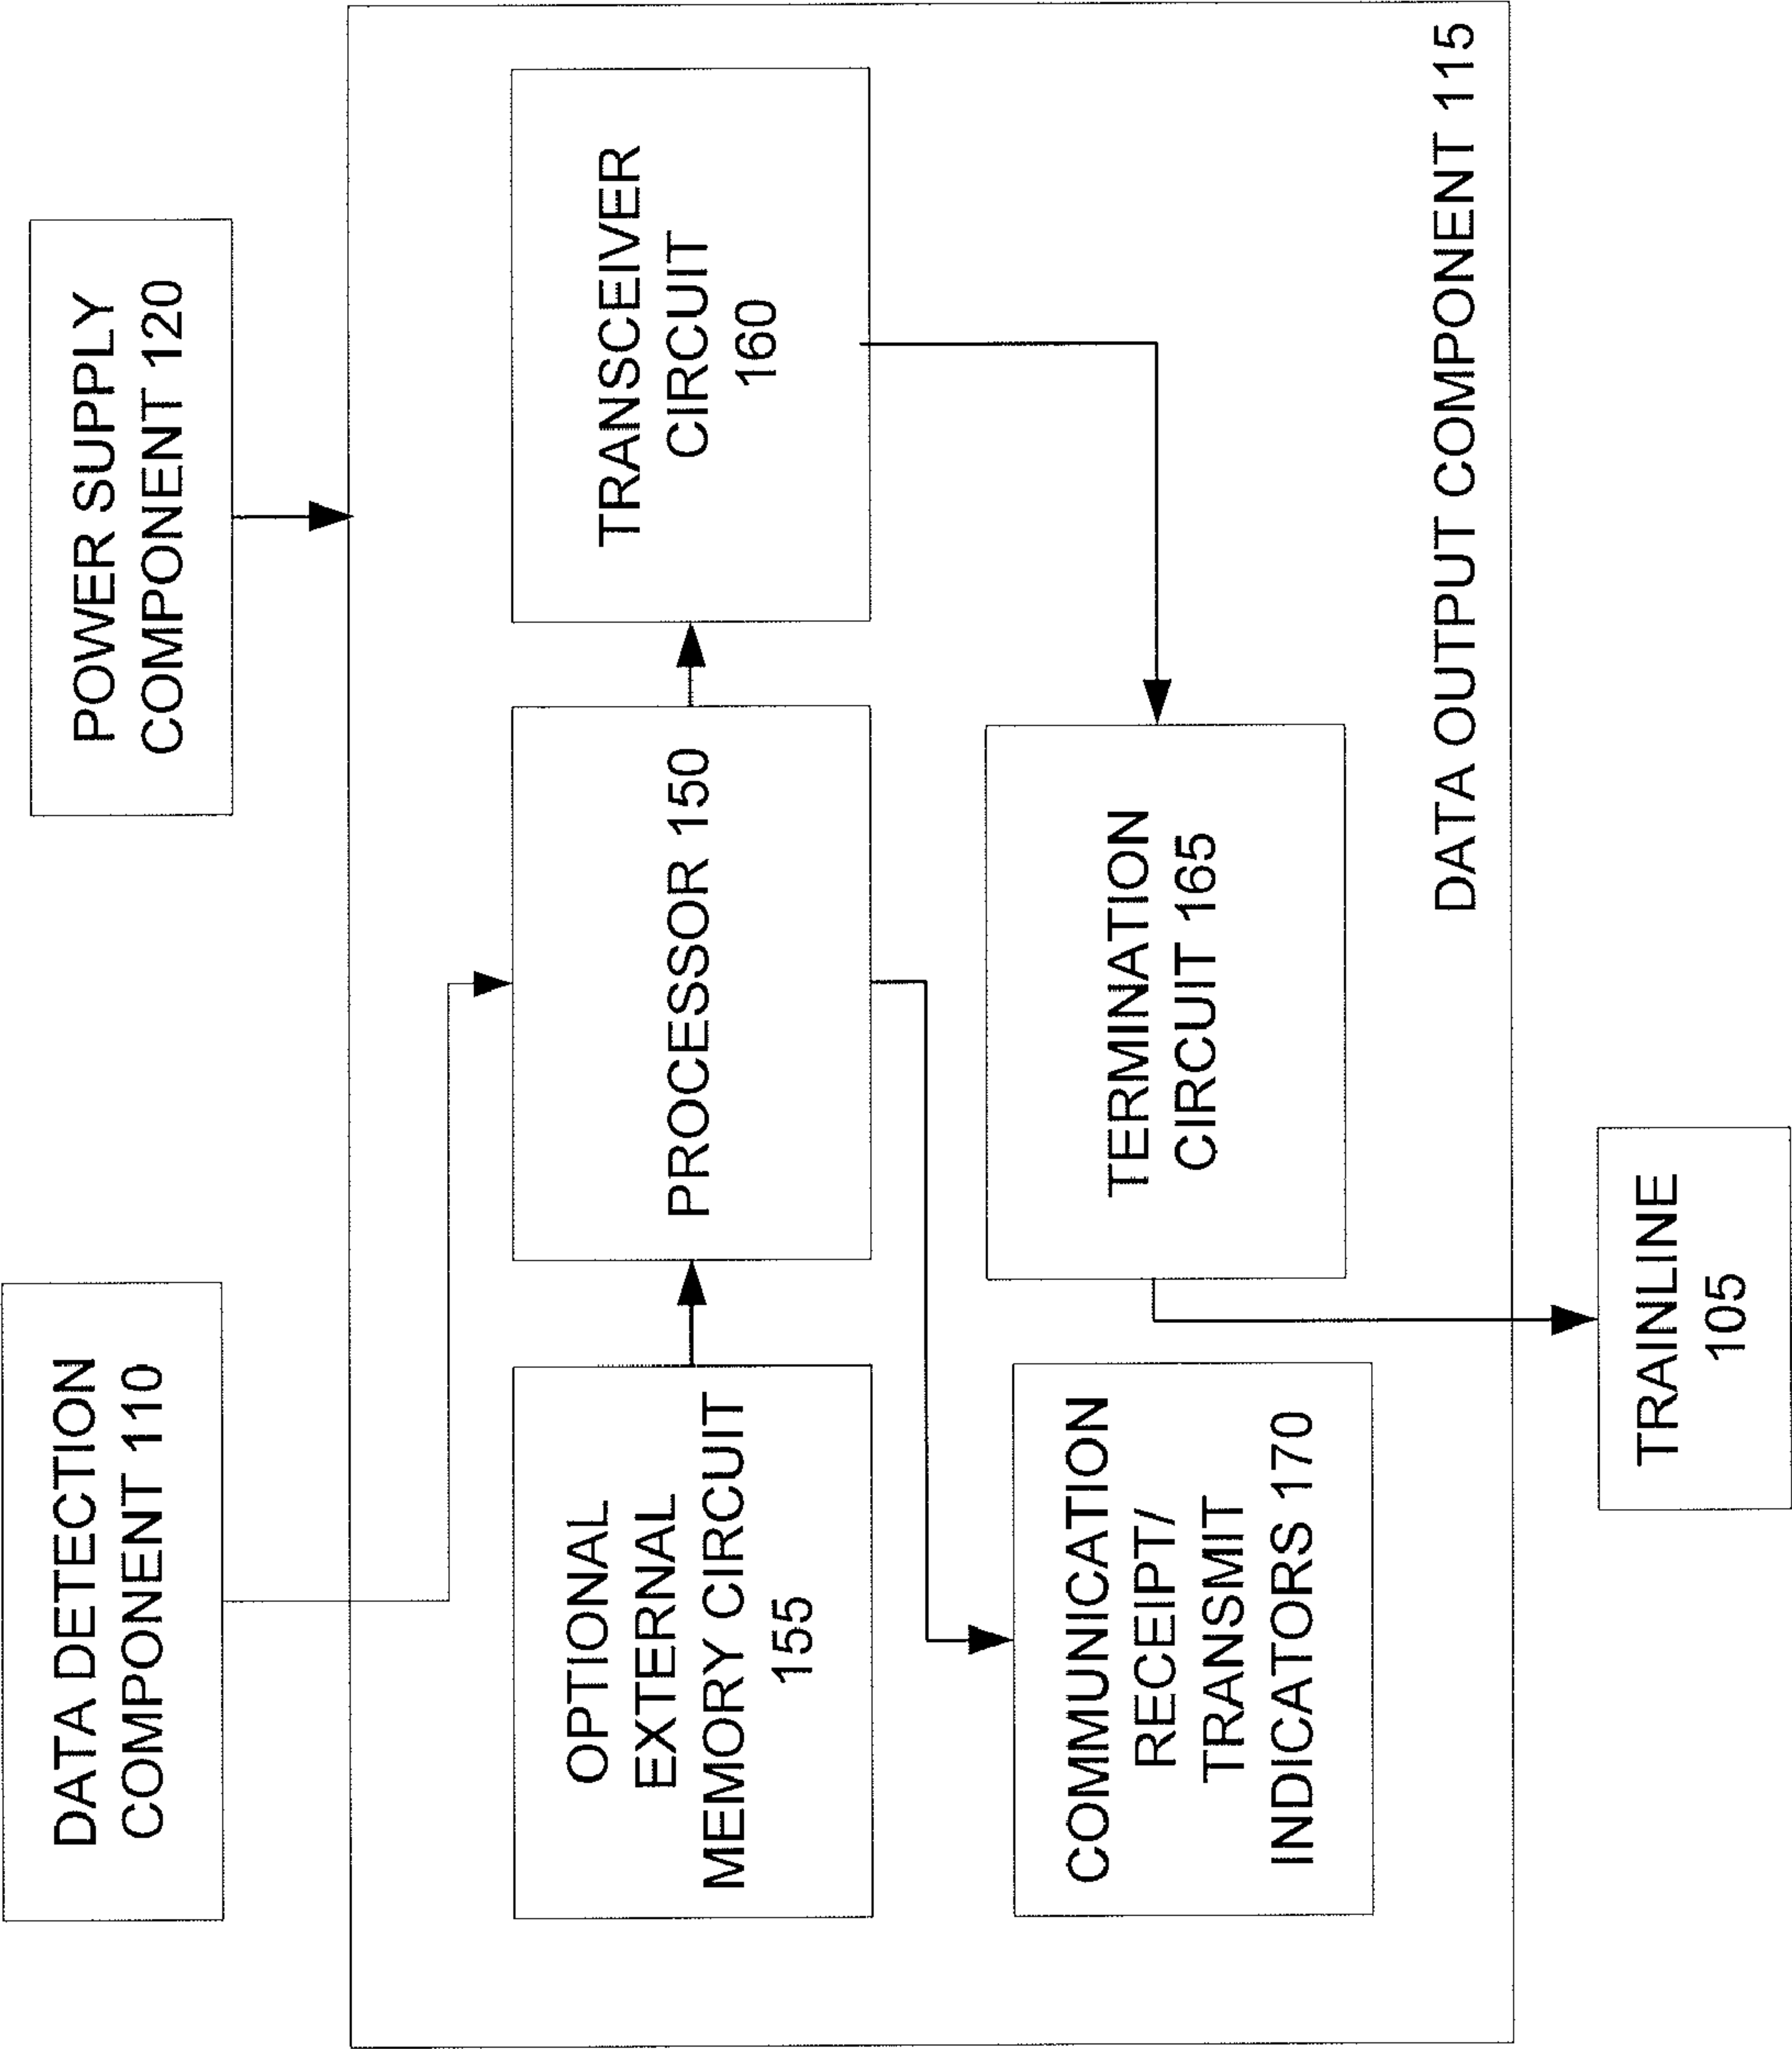 DATA DETECTION
COMPONENT 110
POWER SUPPLY
COMPONENT 120
OPTIONAL
EXTERNAL
MEMORY CIRCUIT
155
PROCESSOR 150
TRANSCEIVER
CIRCUIT
160
COMMUNICATION
RECEIPT/
TRANSMIT
INDICATORS 170
TERMINATION
CIRCUIT 165
DATA OUTPUT COMPONENT 115
TRAINLINE
105